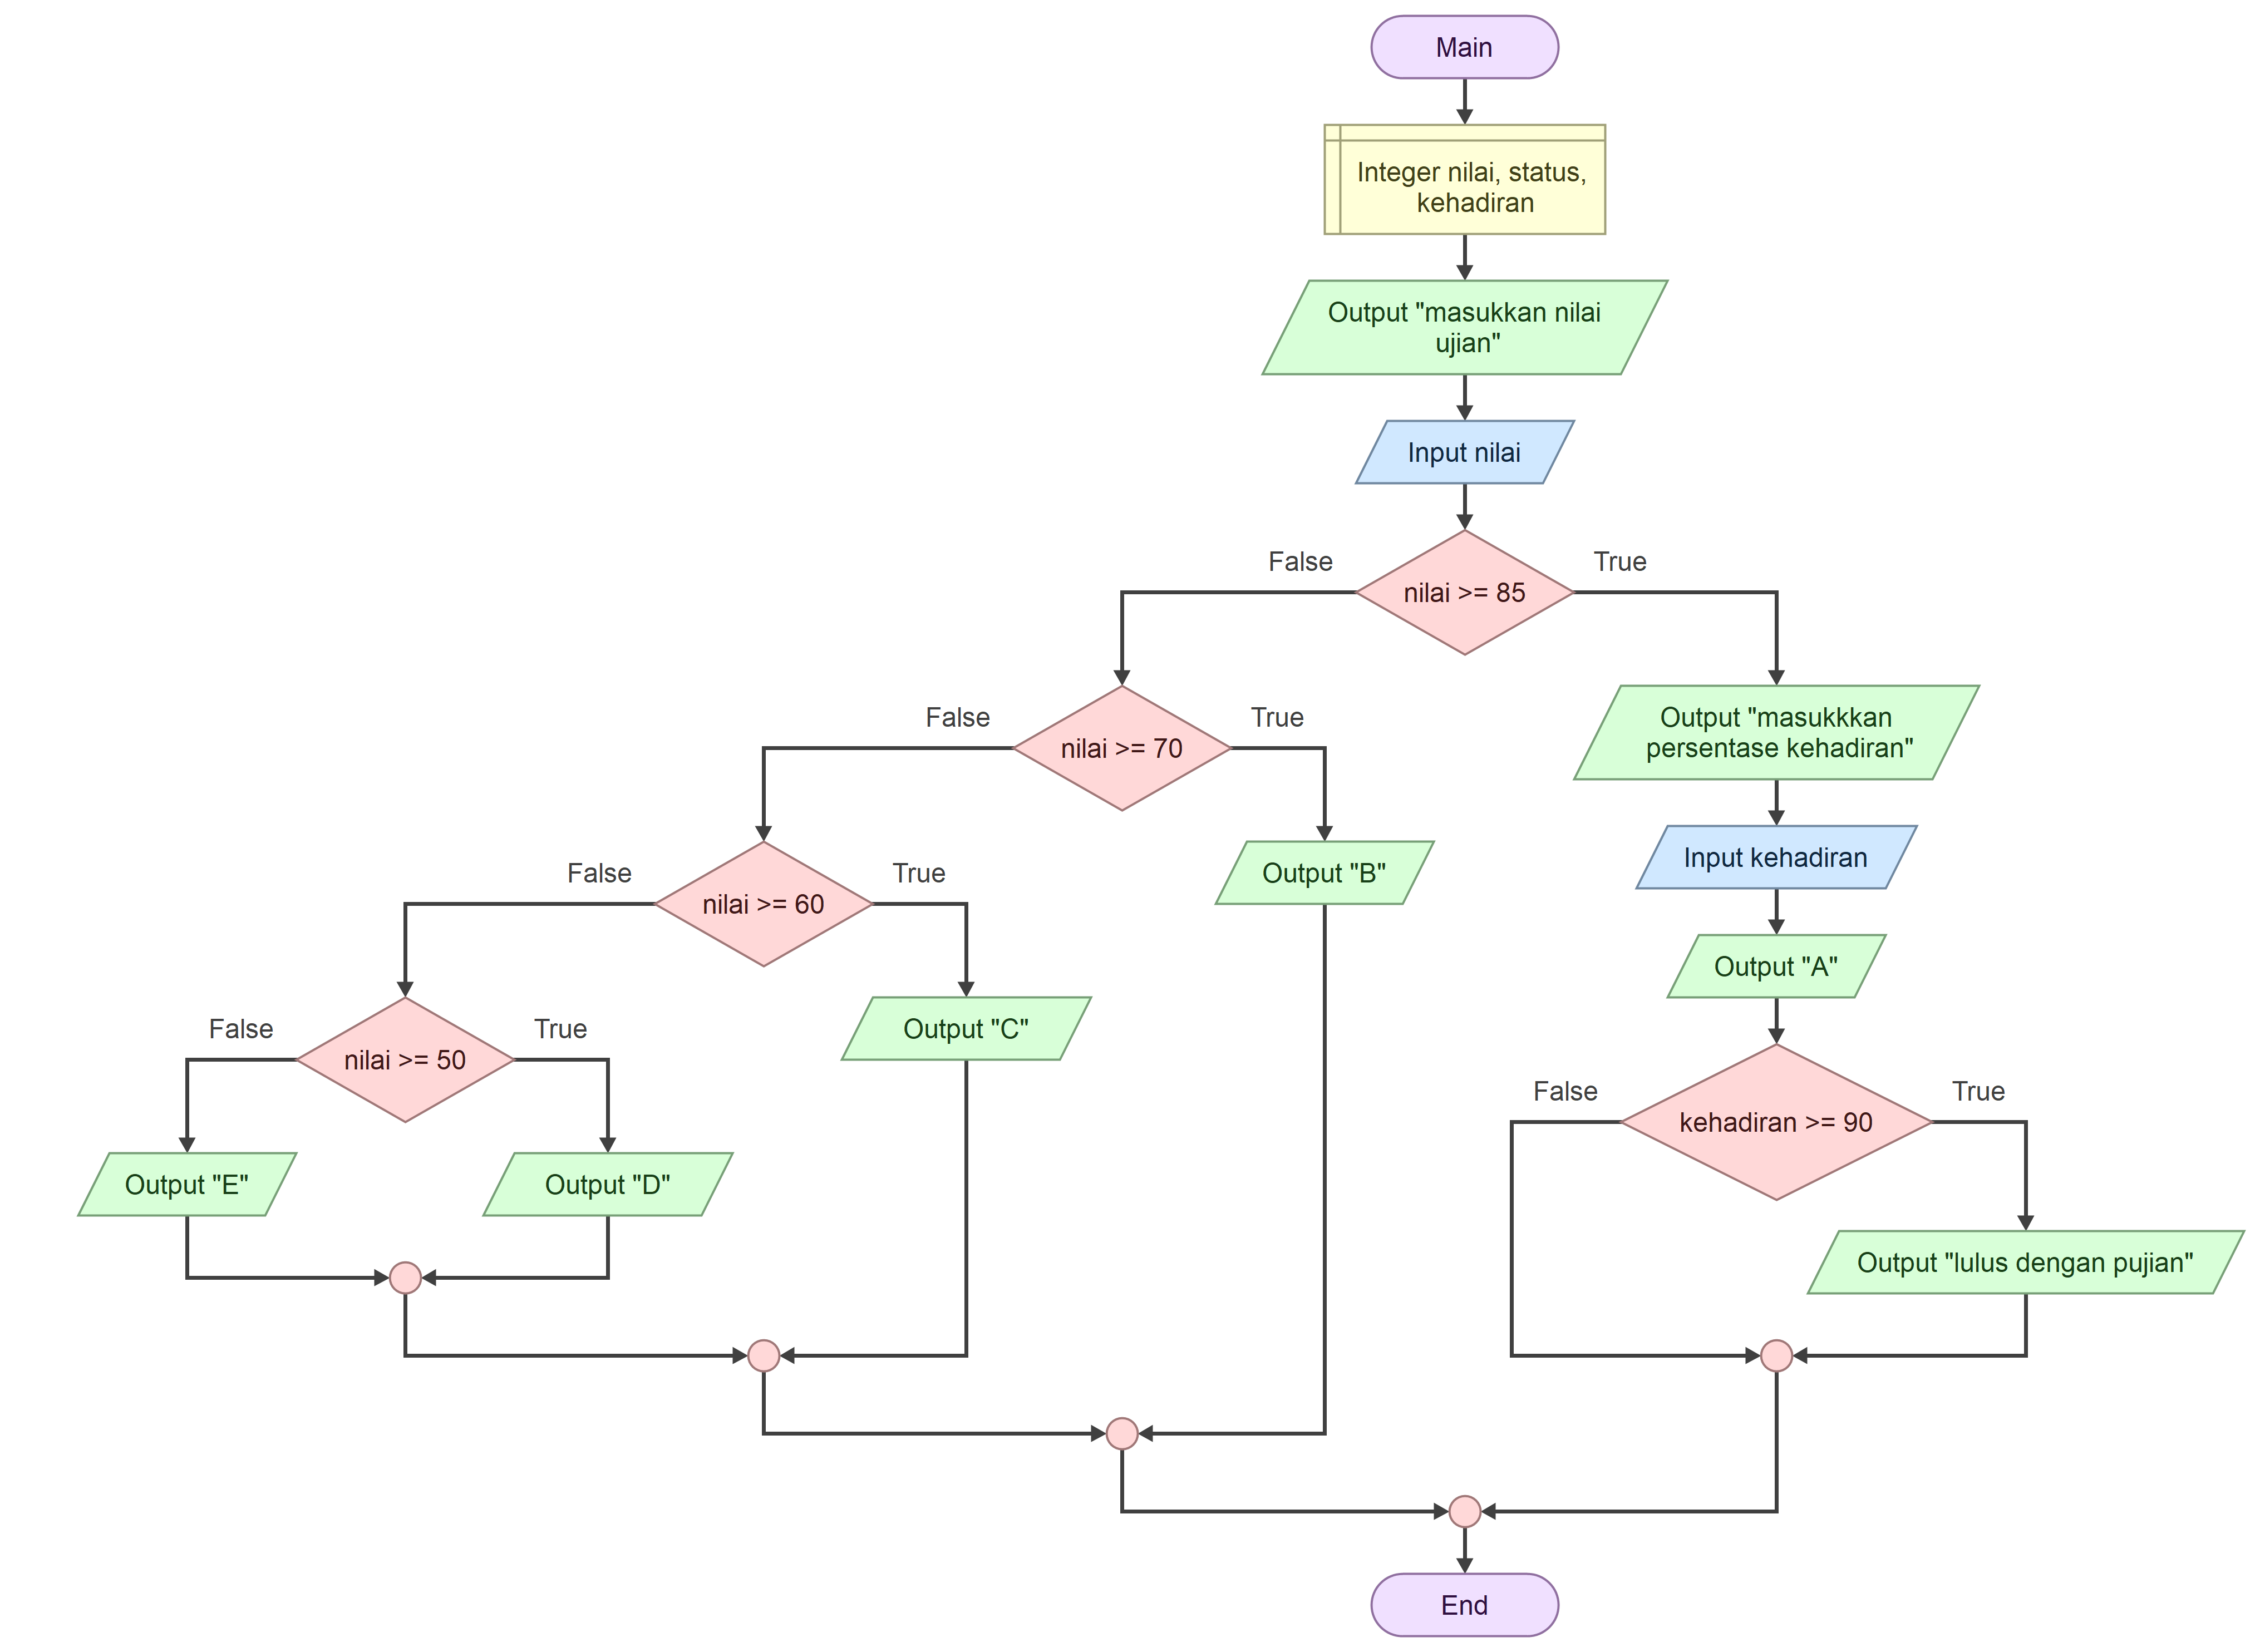 Main
Integer nilai, status,
kehadiran
Output "masukkan nilai
ujian"
Input nilai
False
True
nilai >= 85
False
True
nilai >= 70
Output "masukkkan
persentase kehadiran"
False
True
nilai >= 60
Output "B"
Input kehadiran
Output "A"
False
True
nilai >= 50
Output "C"
False
True
kehadiran >= 90
Output "E"
Output "D"
Output "lulus dengan pujian"
End